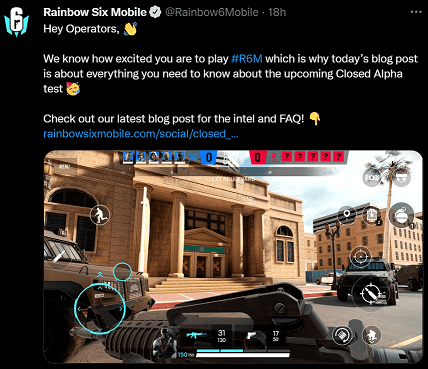 Rainbow Six Mobile @Rainbow6Mobile · 18h
Hey Operators, 👋
We know how excited you are to play #R6M which is why today's blog post
is about everything you need to know about the upcoming Closed Alpha
test 🥳
Check out our latest blog post for the intel and FAQ! 👇
rainbowsixmobile.com/social/closed_...
MENU
0 0 ? ? ? ? ?
31
130
17
50
150